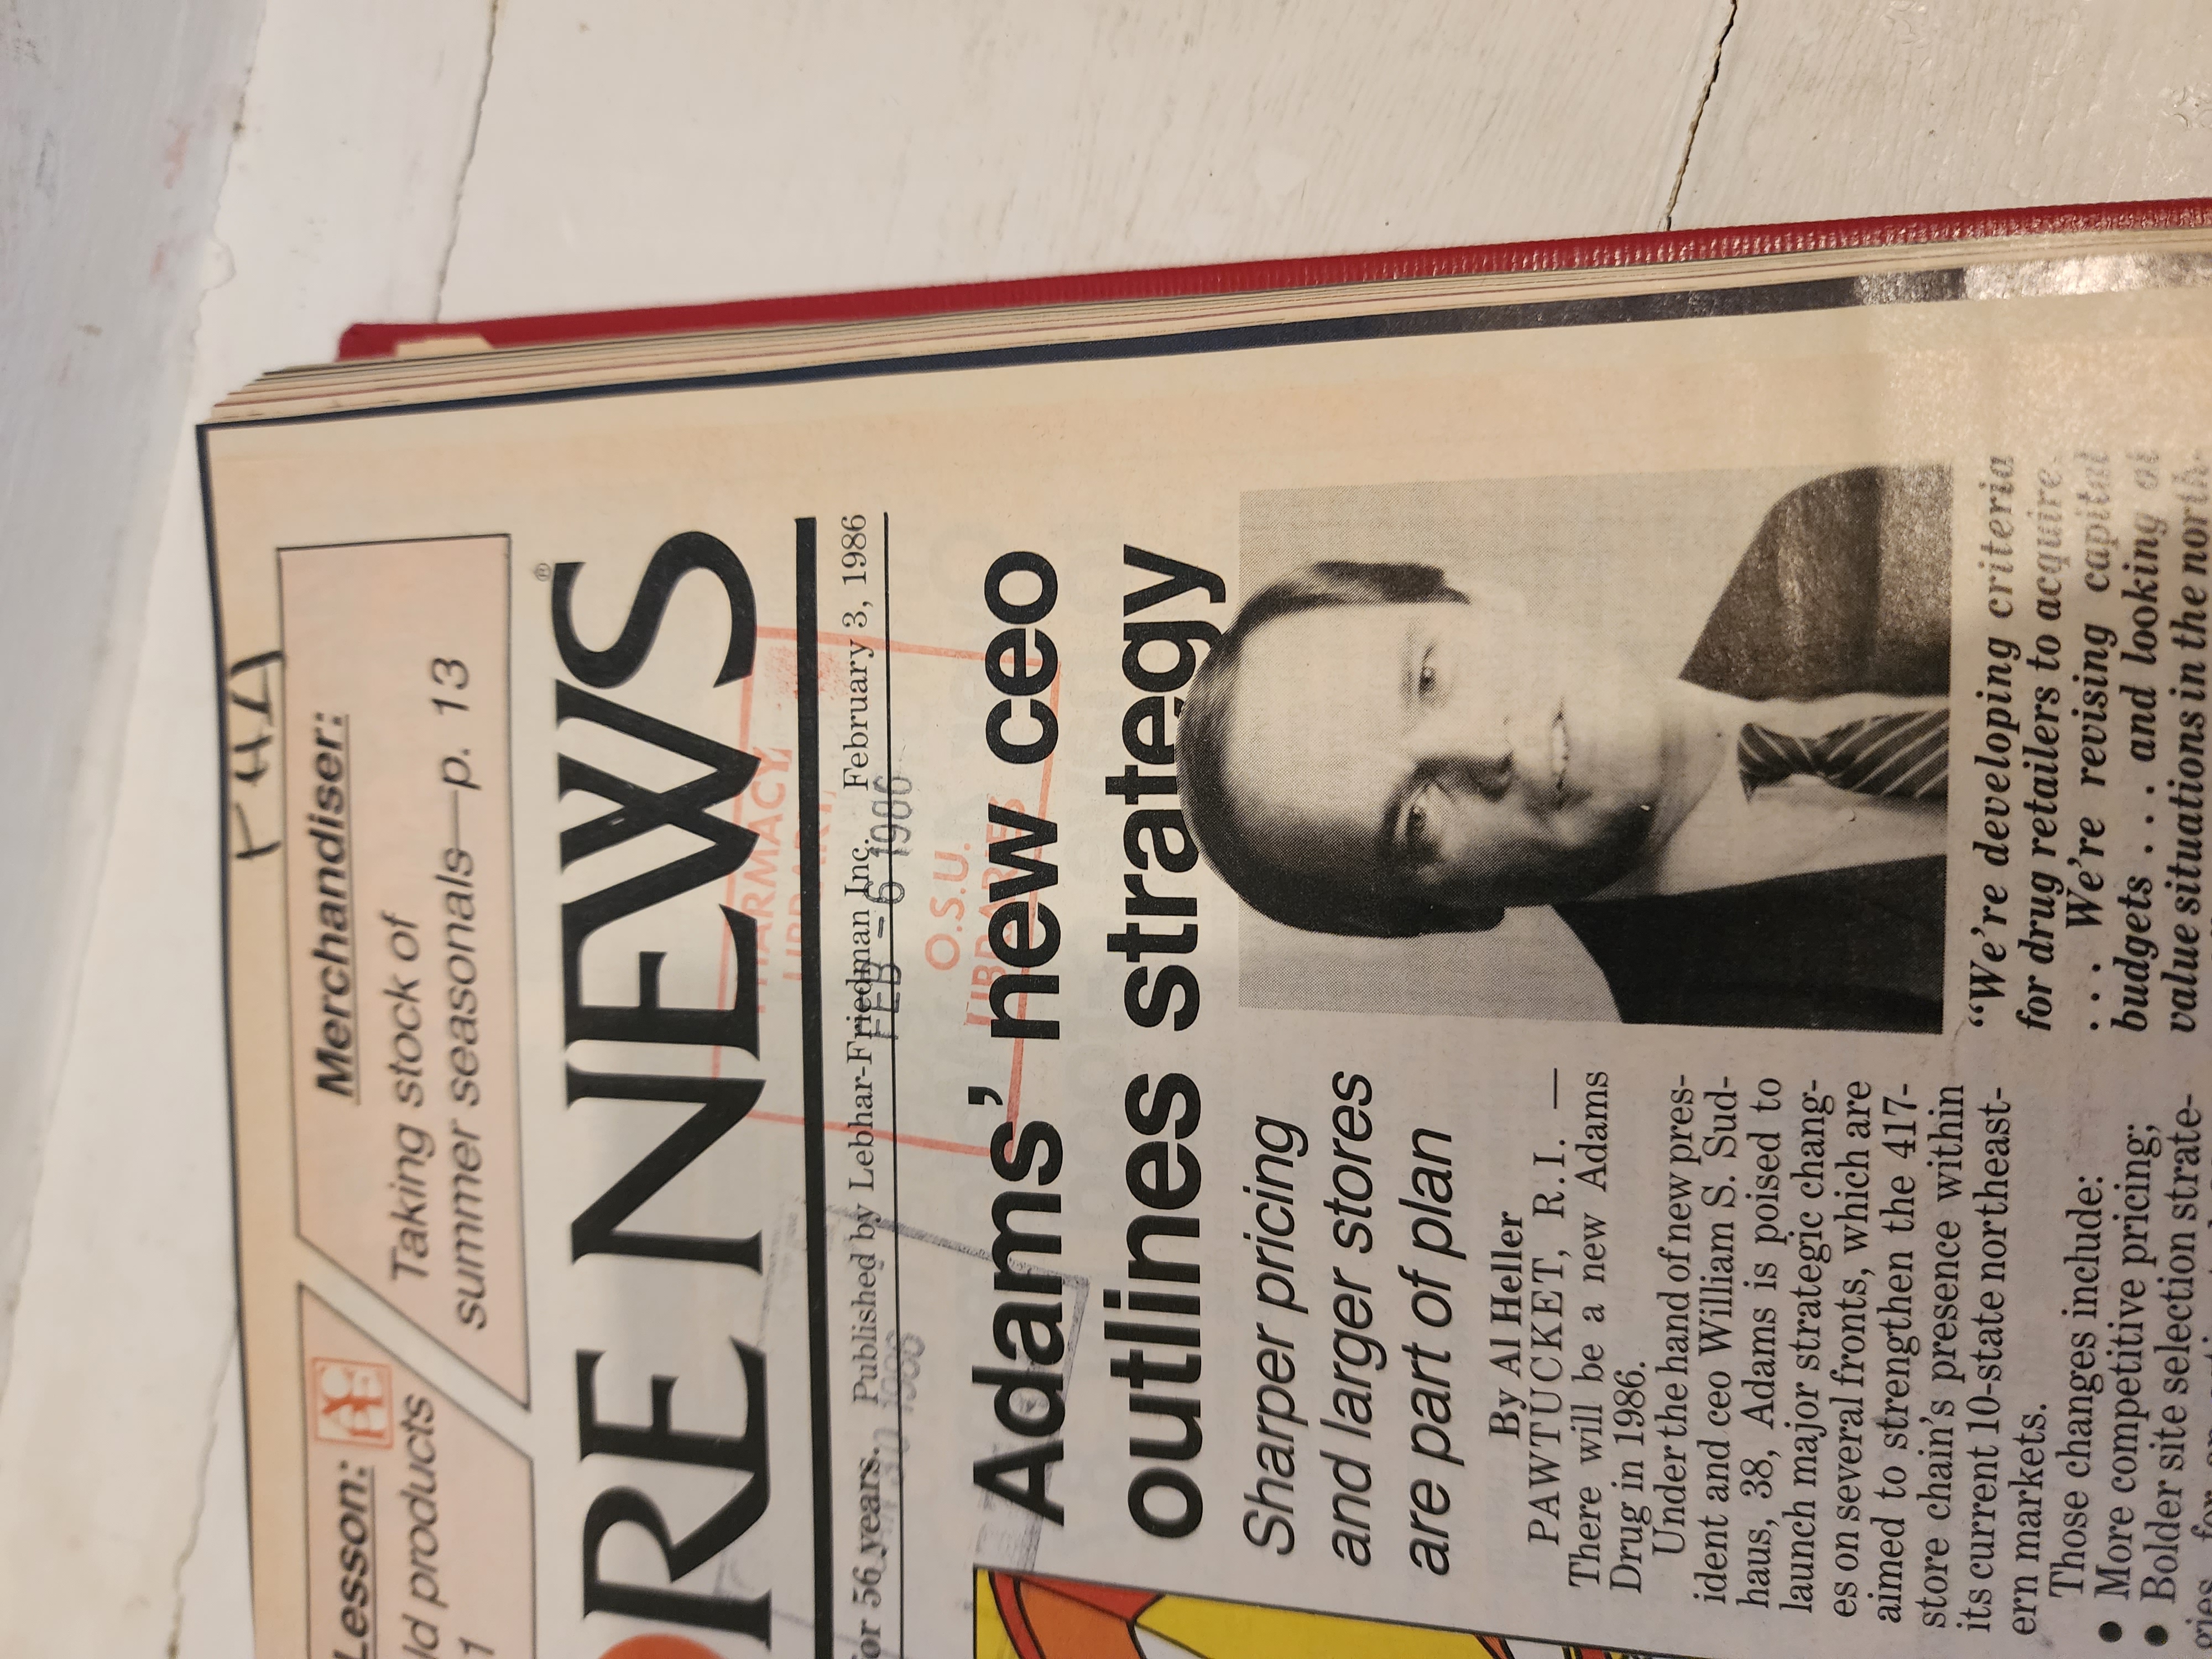 PHA
Lesson:
ld products
1
Merchandiser:
Taking stock of
summer seasonals—p. 13
RE NEWS®
for 56 years. Published by Lebhar-Friedman Inc. February 3, 1986
PHARMACY
LIBRARY
FEB -6 1986
O.S.U.
LIBRARIES
Adams' new ceo
outlines strategy
Sharper pricing
and larger stores
are part of plan
By Al Heller
PAWTUCKET, R.I. —
There will be a new Adams
Drug in 1986.
Under the hand of new pres-
ident and ceo William S. Sud-
haus, 38, Adams is poised to
launch major strategic chang-
es on several fronts, which are
aimed to strengthen the 417-
store chain's presence within
its current 10-state northeast-
ern markets.
Those changes include:
• More competitive pricing;
• Bolder site selection strate-
“We're developing criteria
for drug retailers to acquire
. . . We're revising capital
budgets . . . and looking at
value situations in the north-